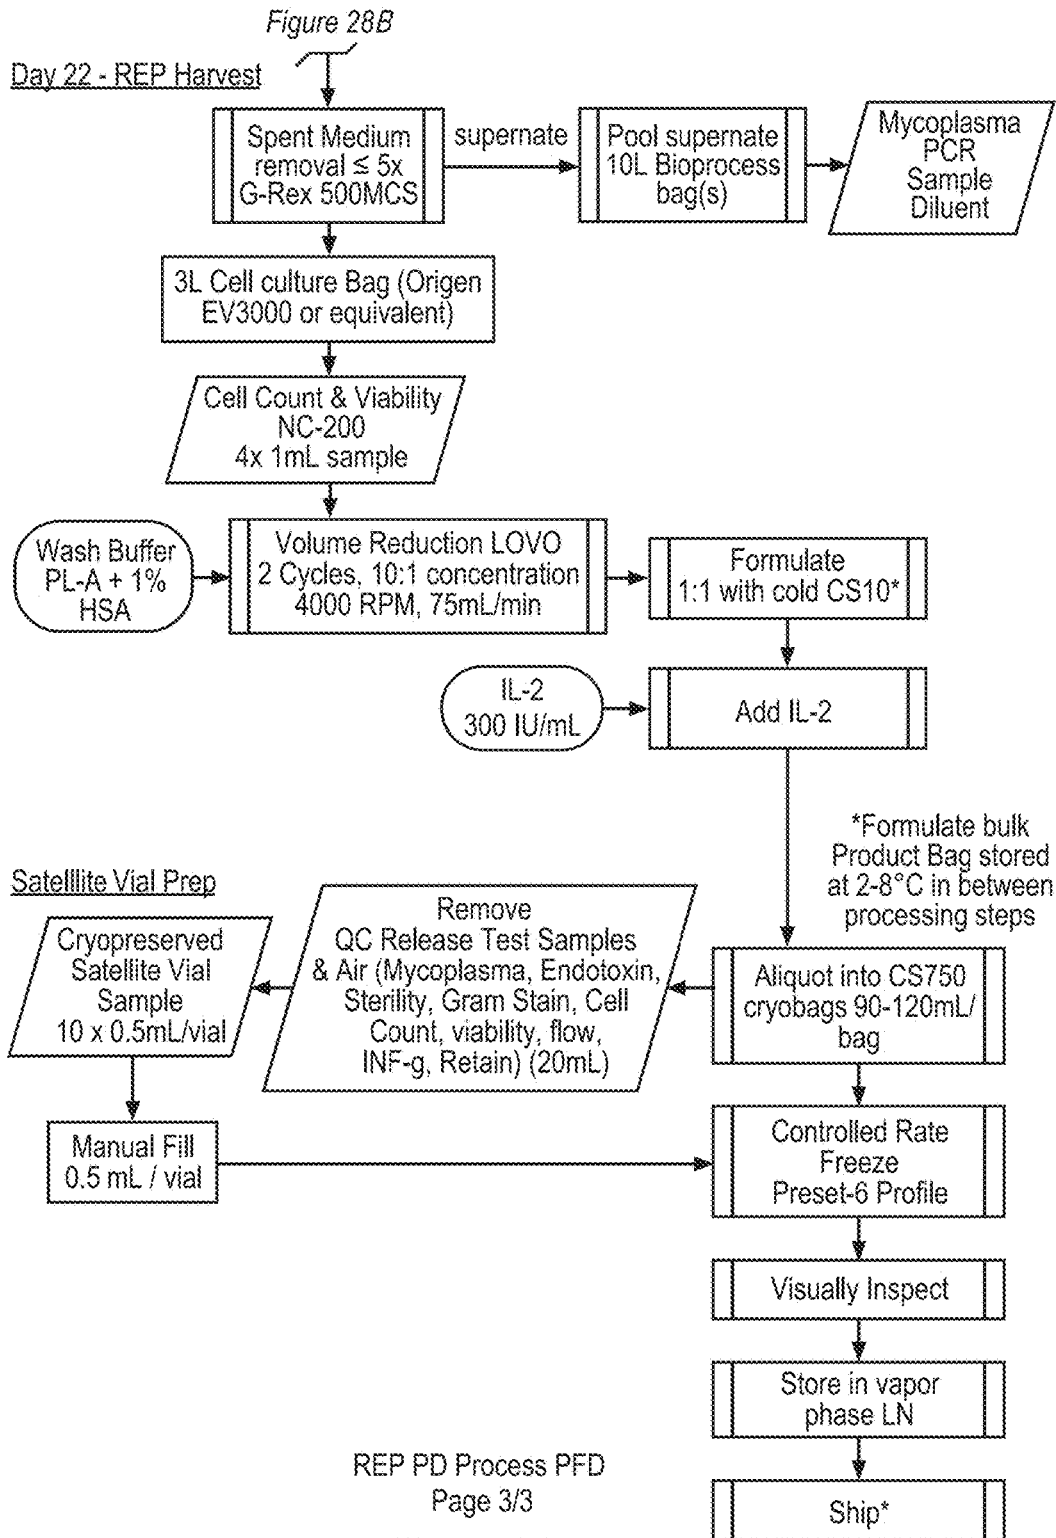 Figure 28B
Day 22 - REP Harvest
Spent Medium
removal ≤ 5x
G-Rex 500MCS
supernate
Pool supernate
10L Bioprocess
bag(s)
Mycoplasma
PCR
Sample
Diluent
3L Cell culture Bag (Origen
EV3000 or equivalent)
Cell Count & Viability
NC-200
4x 1mL sample
Wash Buffer
PL-A + 1%
HSA
Volume Reduction LOVO
2 Cycles, 10:1 concentration
4000 RPM, 75mL/min
Formulate
1:1 with cold CS10*
IL-2
300 IU/mL
Add IL-2
*Formulate bulk
Product Bag stored
at 2-8°C in between
processing steps
Satelllite Vial Prep
Cryopreserved
Satellite Vial
Sample
10 x 0.5mL/vial
Remove
QC Release Test Samples
& Air (Mycoplasma, Endotoxin,
Sterility, Gram Stain, Cell
Count, viability, flow,
INF-g, Retain) (20mL)
Aliquot into CS750
cryobags 90-120mL/
bag
Manual Fill
0.5 mL / vial
Controlled Rate
Freeze
Preset-6 Profile
Visually Inspect
Store in vapor
phase LN
Ship*
REP PD Process PFD
Page 3/3